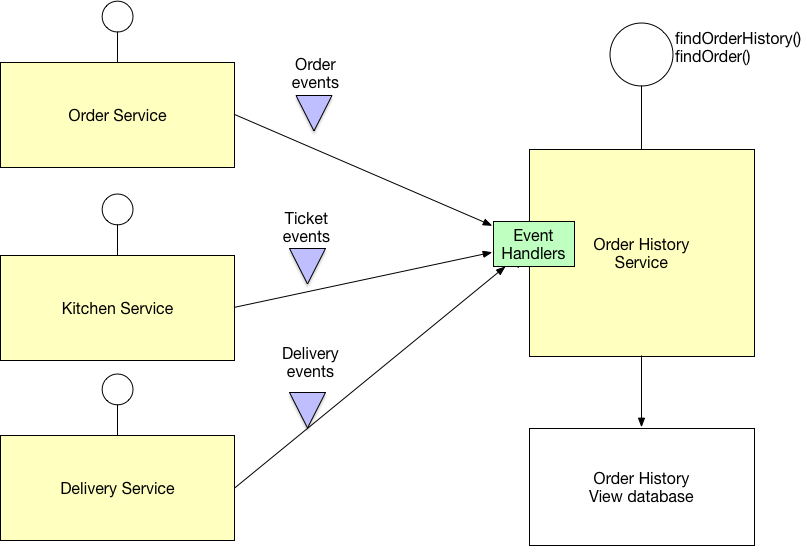 findOrderHistory()
findOrder()
Order
events
Order Service
Ticket
events
Event
Handlers
Order History
Service
Kitchen Service
Delivery
events
Delivery Service
Order History
View database